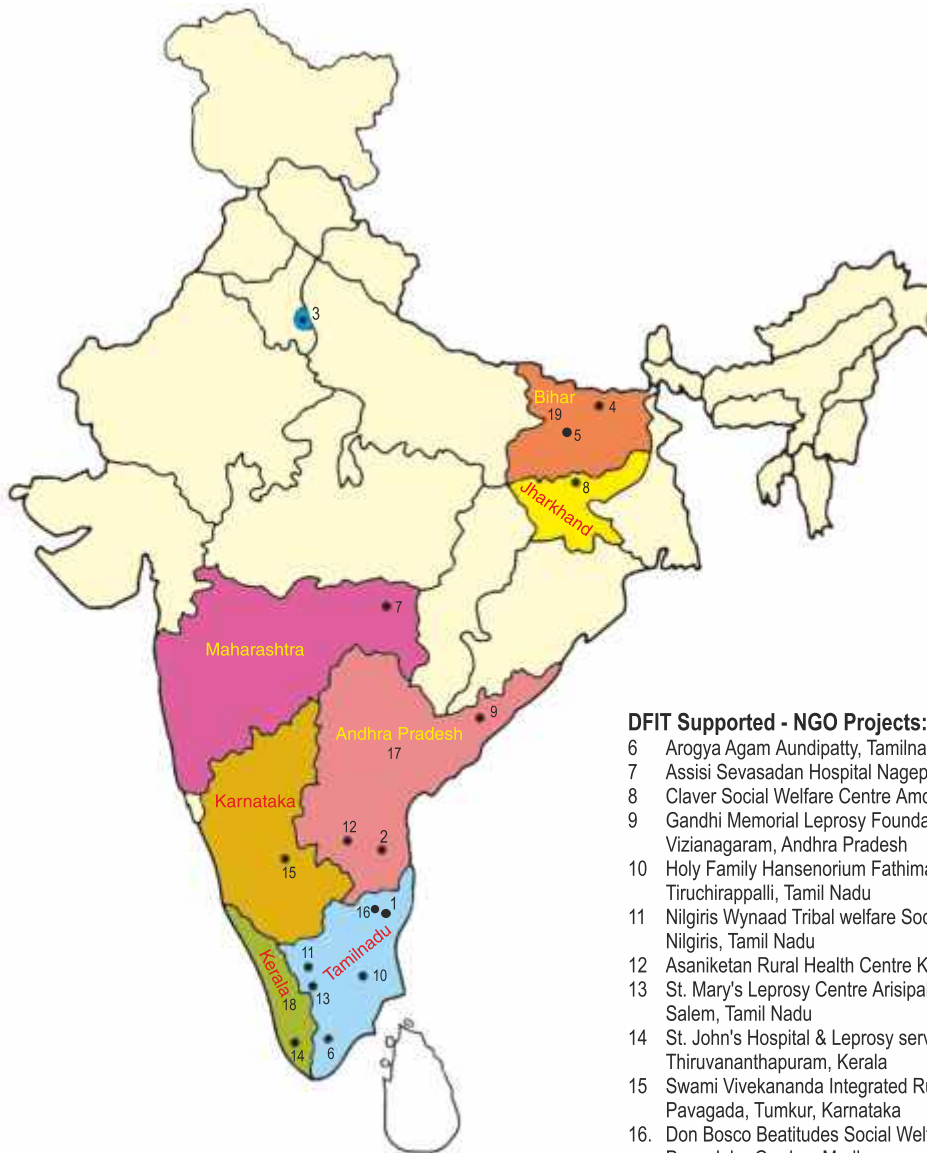 3
Bihar
4
19
5
8
Jharkhand
7
Maharashtra
9
Andhra Pradesh
17
Karnataka
12
2
15
16
1
Tamilnadu
11
10
Kerala
13
18
14
6
DFIT Supported - NGO Projects:
6 Arogya Agam Aundipatty, Tamilna
7 Assisi Sevasadan Hospital Nagep
8 Claver Social Welfare Centre Amo
9 Gandhi Memorial Leprosy Founda
Vizianagaram, Andhra Pradesh
10 Holy Family Hansenorium Fathima
Tiruchirappalli, Tamil Nadu
11 Nilgiris Wynaad Tribal welfare Soc
Nilgiris, Tamil Nadu
12 Asaniketan Rural Health Centre K
13 St. Mary's Leprosy Centre Arisipa
Salem, Tamil Nadu
14 St. John's Hospital & Leprosy serv
Thiruvananthapuram, Kerala
15 Swami Vivekananda Integrated Ru
Pavagada, Tumkur, Karnataka
16. Don Bosco Beatitudes Social Welf